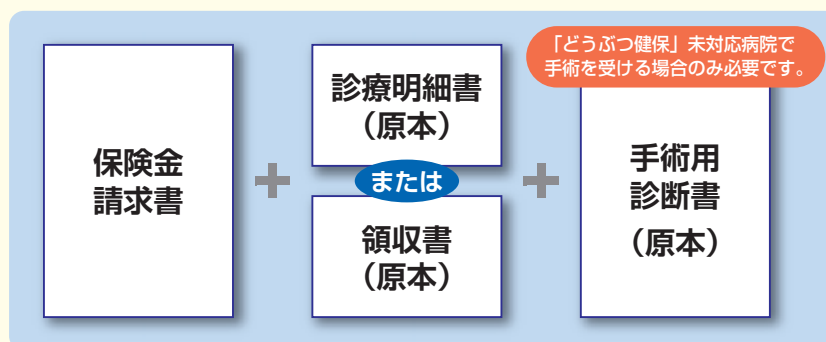 保険金
請求書
+
診療明細書
（原本）
または
領収書
（原本）
+
「どうぶつ健保」未対応病院で
手術を受ける場合のみ必要です。
手術用
診断書
（原本）